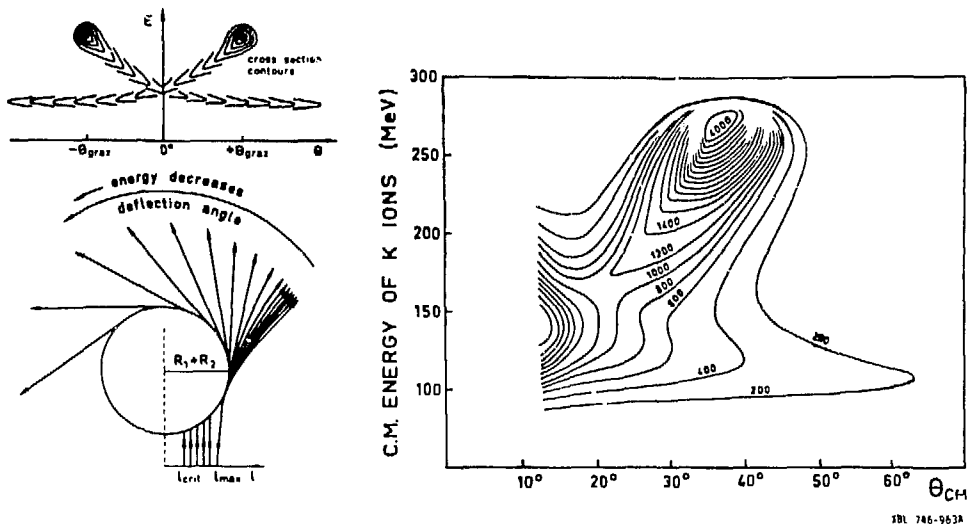 E
cross section
contours
-θgraz 0° +θgraz θ
energy decreases
deflection angle
R₁+R₂
lcrit lmax l
C.M. ENERGY OF K IONS (MeV)
300
250
200
150
100
4000
1400
1200
1000
800
600
400
200
200
10° 20° 30° 40° 50° 60° θCM
XBL 746-963A